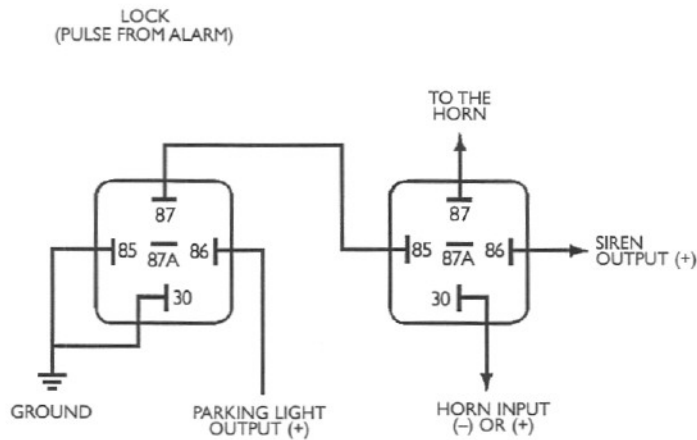 LOCK
(PULSE FROM ALARM)
TO THE
HORN
87
85
87A
86
30
87
85
87A
86
30
SIREN
OUTPUT (+)
GROUND
PARKING LIGHT
OUTPUT (+)
HORN INPUT
(–) OR (+)